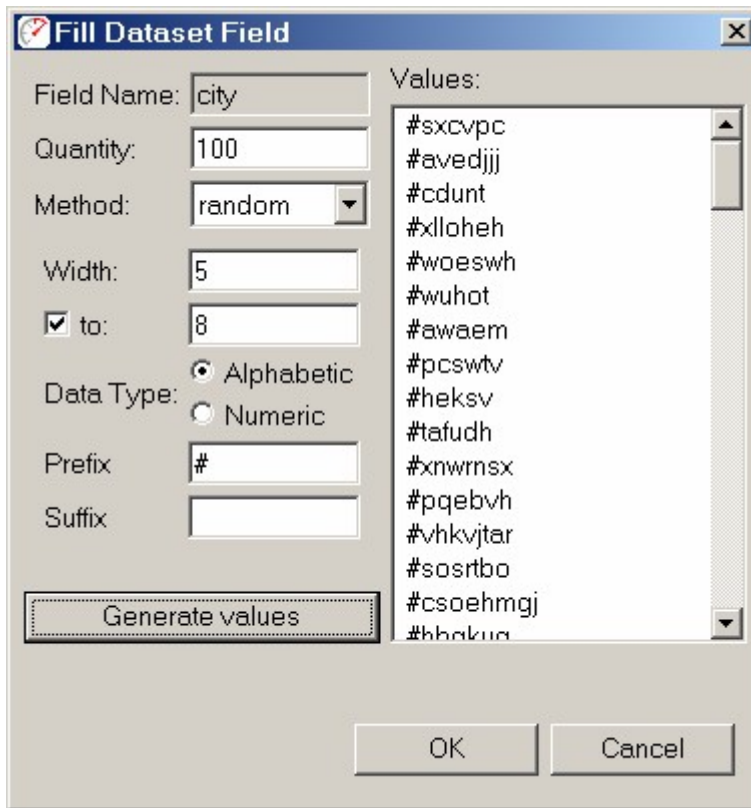 Fill Dataset Field
Field Name: city
Quantity: 100
Method: random
Width: 5
to: 8
Data Type: Alphabetic
Numeric
Prefix #
Suffix
Generate values
Values:
#sxcvpc
#avedjjj
#cdunt
#xlloheh
#woeswh
#wuhot
#awaem
#pcswtv
#heksv
#tafudh
#xnwrnsx
#pqebvh
#vhkvjtar
#sosrtbo
#csoehmgj
OK
Cancel